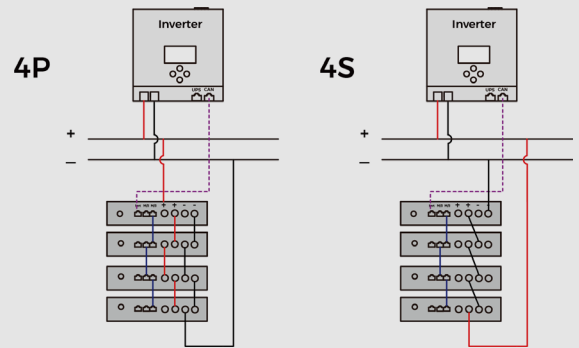 Inverter
UPS CAN
4P
+
−
+ + − −
Inverter
UPS CAN
4S
+
−
+ + − −